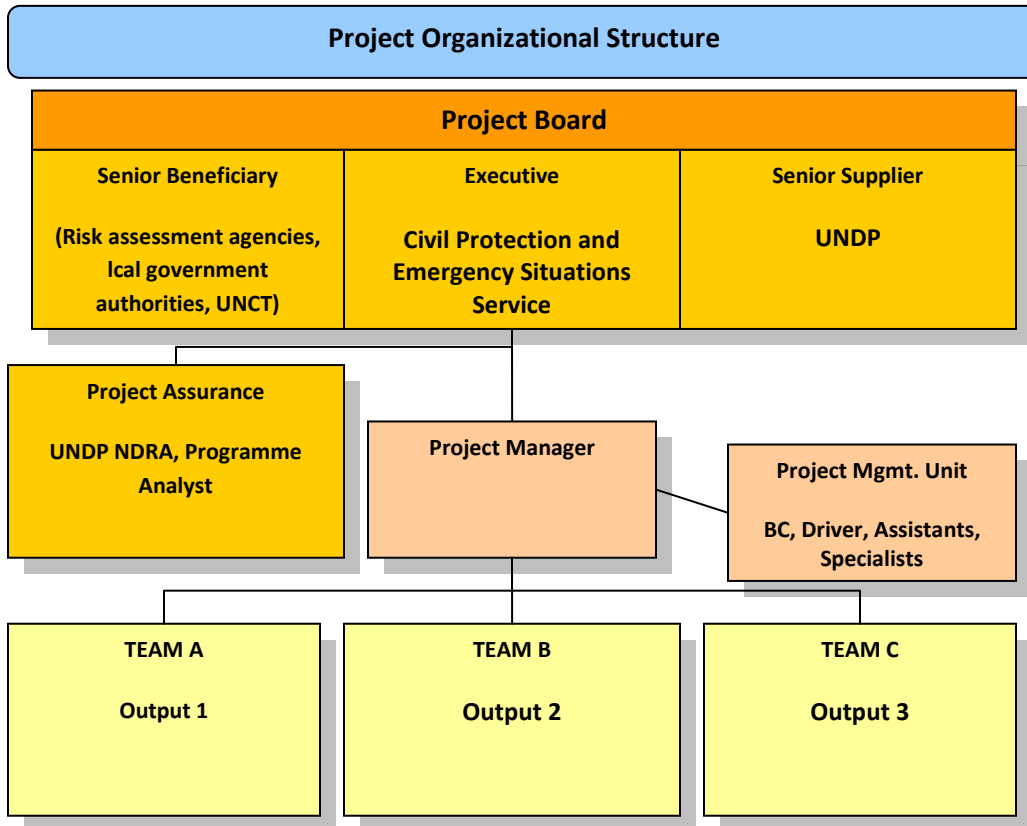 Project Organizational Structure
Project Board
Senior Beneficiary
(Risk assessment agencies,
lcal government
authorities, UNCT)
Executive
Civil Protection and
Emergency Situations
Service
Senior Supplier
UNDP
Project Assurance
UNDP NDRA, Programme
Analyst
Project Manager
Project Mgmt. Unit
BC, Driver, Assistants,
Specialists
TEAM A
Output 1
TEAM B
Output 2
TEAM C
Output 3